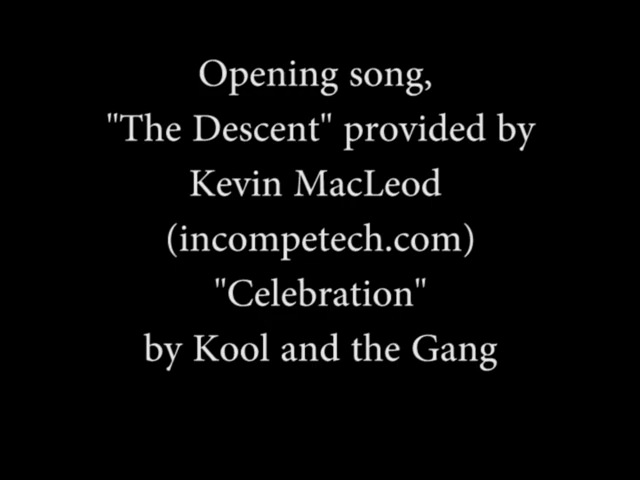 Opening song,
"The Descent" provided by
Kevin MacLeod
(incompetech.com)
"Celebration"
by Kool and the Gang